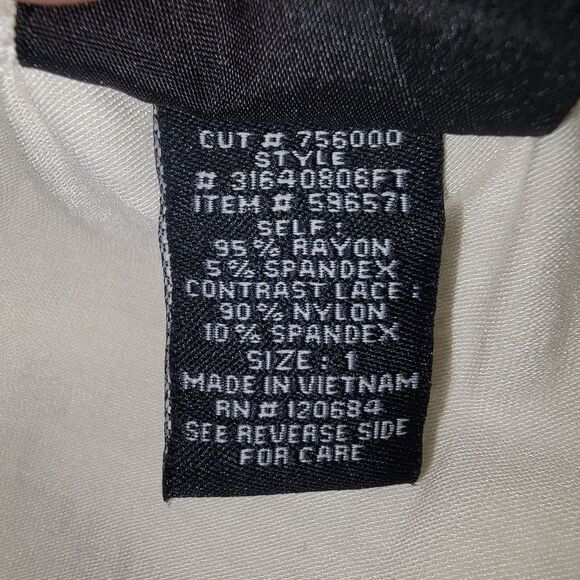 CUT # 756000
STYLE
# 31640806FT
ITEM # 596571
SELF :
95% RAYON
5% SPANDEX
CONTRAST LACE :
90% NYLON
10% SPANDEX
SIZE : 1
MADE IN VIETNAM
RN # 120684
SEE REVERSE SIDE
FOR CARE